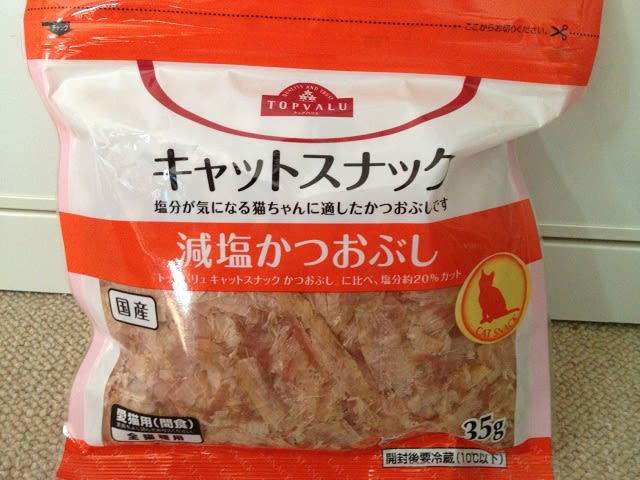 チャック
ここからお切りください。
QUALITY AND TRUST
TOPVALU
トップバリュ
キャットスナック
塩分が気になる猫ちゃんに適したかつおぶしです
減塩かつおぶし
「トップバリュ キャットスナック かつおぶし」に比べ、塩分約20%カット
国産
CAT SNACK
愛猫用(間食)
全猫種用
35g
開封後要冷蔵(10℃以下)